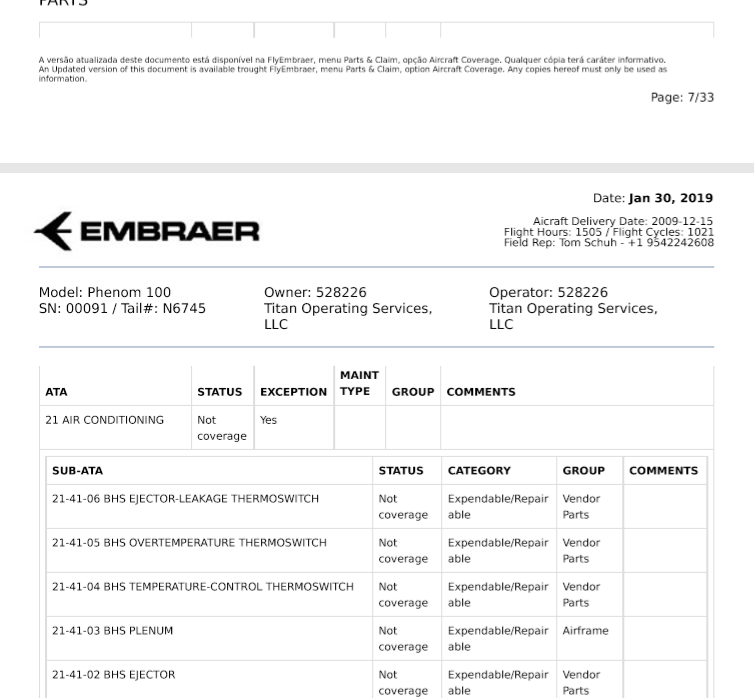 PARTS
A versão atualizada deste documento está disponível na FlyEmbraer, menu Parts & Claim, opção Aircraft Coverage. Qualquer cópia terá caráter informativo.
An Updated version of this document is available trought FlyEmbraer, menu Parts & Claim, option Aircraft Coverage. Any copies hereof must only be used as
information.
Page: 7/33
Date: Jan 30, 2019
EMBRAER
Aicraft Delivery Date: 2009-12-15
Flight Hours: 1505 / Flight Cycles: 1021
Field Rep: Tom Schuh - +1 9542242608
Model: Phenom 100
SN: 00091 / Tail#: N6745
Owner: 528226
Titan Operating Services,
LLC
Operator: 528226
Titan Operating Services,
LLC
ATA STATUS EXCEPTION MAINT TYPE GROUP COMMENTS
21 AIR CONDITIONING Not coverage Yes
SUB-ATA STATUS CATEGORY GROUP COMMENTS
21-41-06 BHS EJECTOR-LEAKAGE THERMOSWITCH Not coverage Expendable/Repairable Vendor Parts
21-41-05 BHS OVERTEMPERATURE THERMOSWITCH Not coverage Expendable/Repairable Vendor Parts
21-41-04 BHS TEMPERATURE-CONTROL THERMOSWITCH Not coverage Expendable/Repairable Vendor Parts
21-41-03 BHS PLENUM Not coverage Expendable/Repairable Airframe
21-41-02 BHS EJECTOR Not coverage Expendable/Repairable Vendor Parts